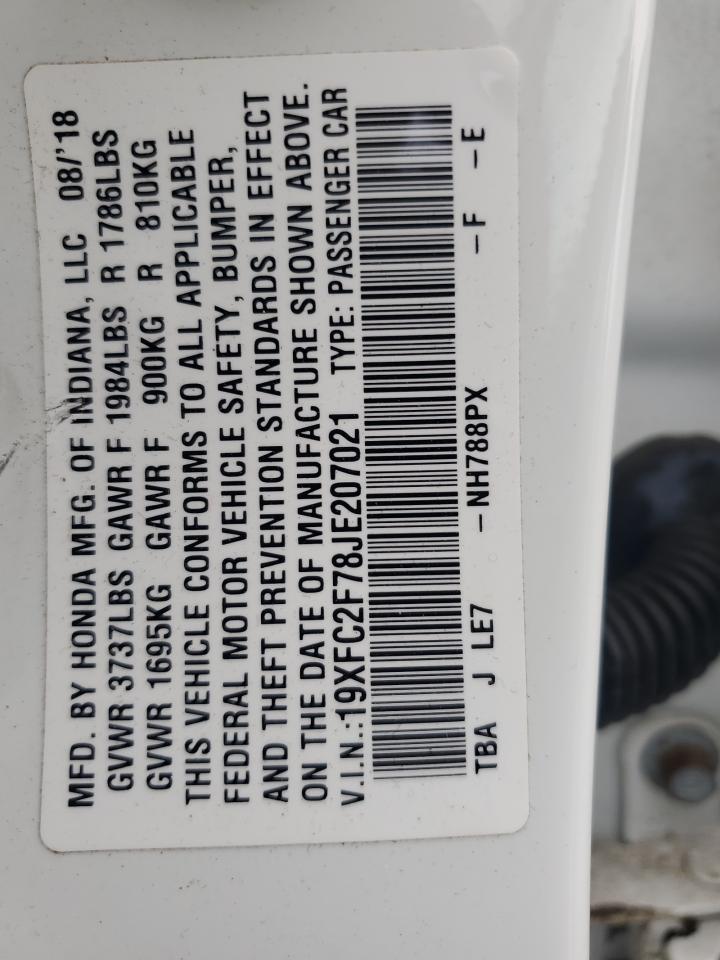 MFD. BY HONDA MFG. OF INDIANA, LLC 08/'18
GVWR 3737LBS GAWR F 1984LBS R 1786LBS
GVWR 1695KG GAWR F 900KG R 810KG
THIS VEHICLE CONFORMS TO ALL APPLICABLE
FEDERAL MOTOR VEHICLE SAFETY, BUMPER,
AND THEFT PREVENTION STANDARDS IN EFFECT
ON THE DATE OF MANUFACTURE SHOWN ABOVE.
V.I.N.:19XFC2F78JE207021 TYPE: PASSENGER CAR
TBA J LE7 -NH788PX -F -E